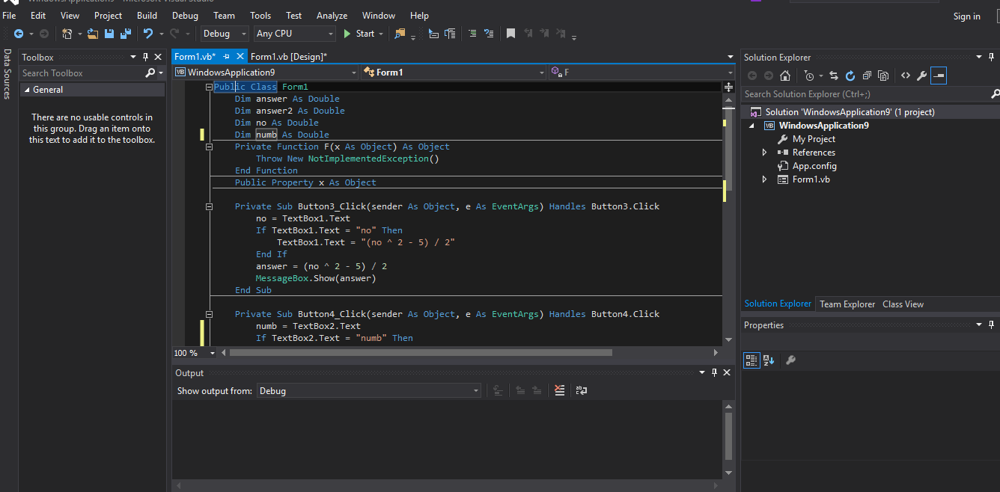 WindowsApplication9 - Microsoft Visual Studio
File Edit View Project Build Debug Team Tools Test Analyze Window Help
Sign in
Debug Any CPU Start
Data Sources
Toolbox
Search Toolbox
General
There are no usable controls in
this group. Drag an item onto
this text to add it to the toolbox.
Form1.vb* Form1.vb [Design]*
WindowsApplication9 Form1 F
Public Class Form1
Dim answer As Double
Dim answer2 As Double
Dim no As Double
Dim numb As Double
Private Function F(x As Object) As Object
Throw New NotImplementedException()
End Function
Public Property x As Object
Private Sub Button3_Click(sender As Object, e As EventArgs) Handles Button3.Click
no = TextBox1.Text
If TextBox1.Text = "no" Then
TextBox1.Text = "(no ^ 2 - 5) / 2"
End If
answer = (no ^ 2 - 5) / 2
MessageBox.Show(answer)
End Sub
Private Sub Button4_Click(sender As Object, e As EventArgs) Handles Button4.Click
numb = TextBox2.Text
If TextBox2.Text = "numb" Then
100 %
Output
Show output from: Debug
Solution Explorer
Search Solution Explorer (Ctrl+;)
Solution 'WindowsApplication9' (1 project)
WindowsApplication9
My Project
References
App.config
Form1.vb
Solution Explorer Team Explorer Class View
Properties